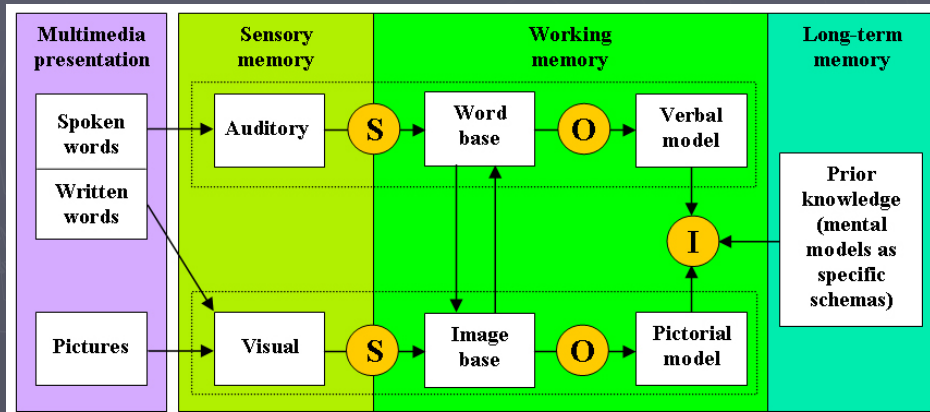 Multimedia
presentation
Sensory
memory
Working
memory
Long-term
memory
Spoken
words
Written
words
Pictures
Auditory
Visual
S
S
Word
base
Image
base
O
O
Verbal
model
Pictorial
model
I
Prior
knowledge
(mental
models as
specific
schemas)